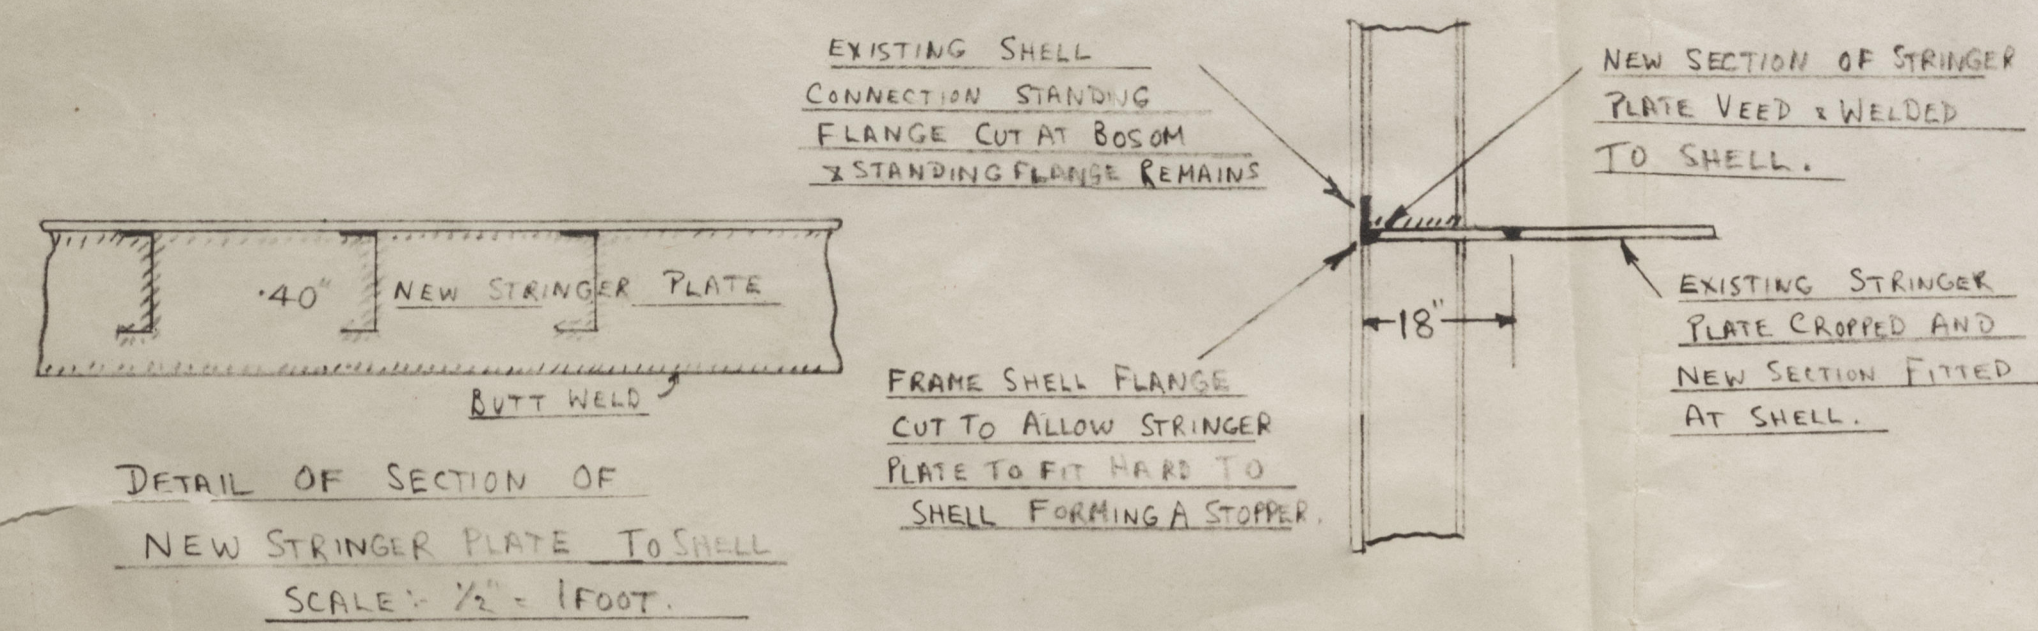 EXISTING SHELL
CONNECTION STANDING
FLANGE CUT AT BOSOM
& STANDING FLANGE REMAINS
NEW SECTION OF STRINGER
PLATE VEED & WELDED
TO SHELL.
.40" NEW STRINGER PLATE
BUTT WELD
18"
EXISTING STRINGER
PLATE CROPPED AND
NEW SECTION FITTED
AT SHELL.
FRAME SHELL FLANGE
CUT TO ALLOW STRINGER
PLATE TO FIT HARD TO
SHELL FORMING A STOPPER.
DETAIL OF SECTION OF
NEW STRINGER PLATE TO SHELL
SCALE:- 1/2" = 1 FOOT.